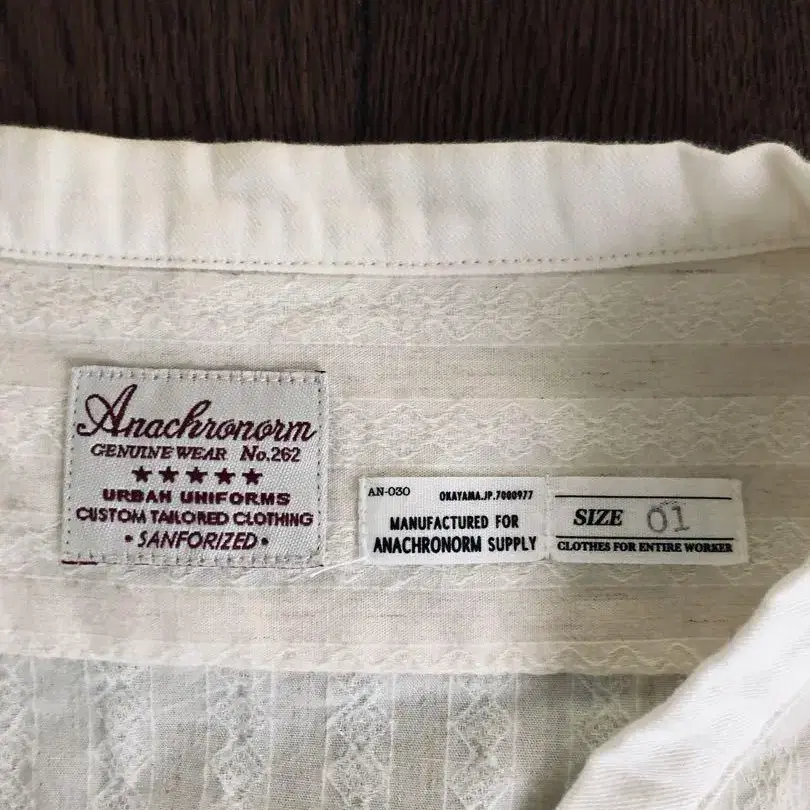 Anachronorm
GENUINE WEAR No.262
★★★★★
URBAN UNIFORMS
CUSTOM TAILORED CLOTHING
• SANFORIZED •
AN-030 OKAYAMA.JP.7000977
MANUFACTURED FOR
ANACHRONORM SUPPLY
SIZE 01
CLOTHES FOR ENTIRE WORKER